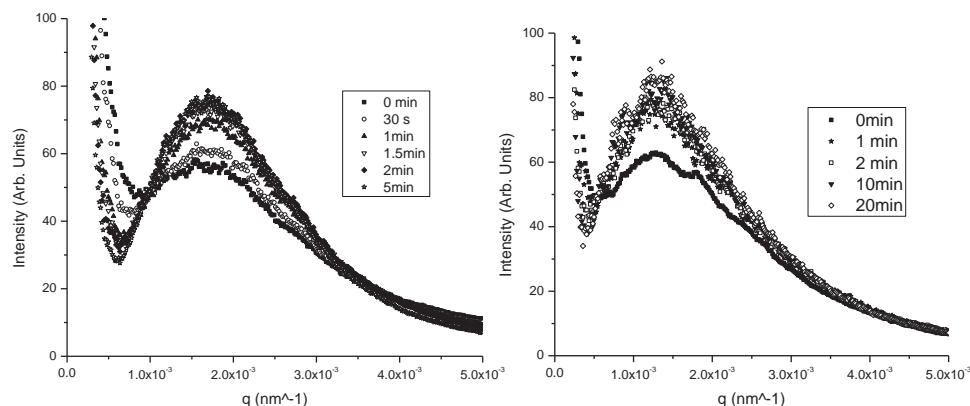 100
80
60
40
20
0
Intensity (Arb. Units)
0 min
30 s
1min
1.5min
2min
5min
0.0
1.0x10⁻³
2.0x10⁻³
3.0x10⁻³
4.0x10⁻³
5.0x10⁻³
q (nm^-1)
100
80
60
40
20
0
Intensity (Arb. Units)
0min
1 min
2 min
10min
20min
0.0
1.0x10⁻³
2.0x10⁻³
3.0x10⁻³
4.0x10⁻³
5.0x10⁻³
q (nm^-1)